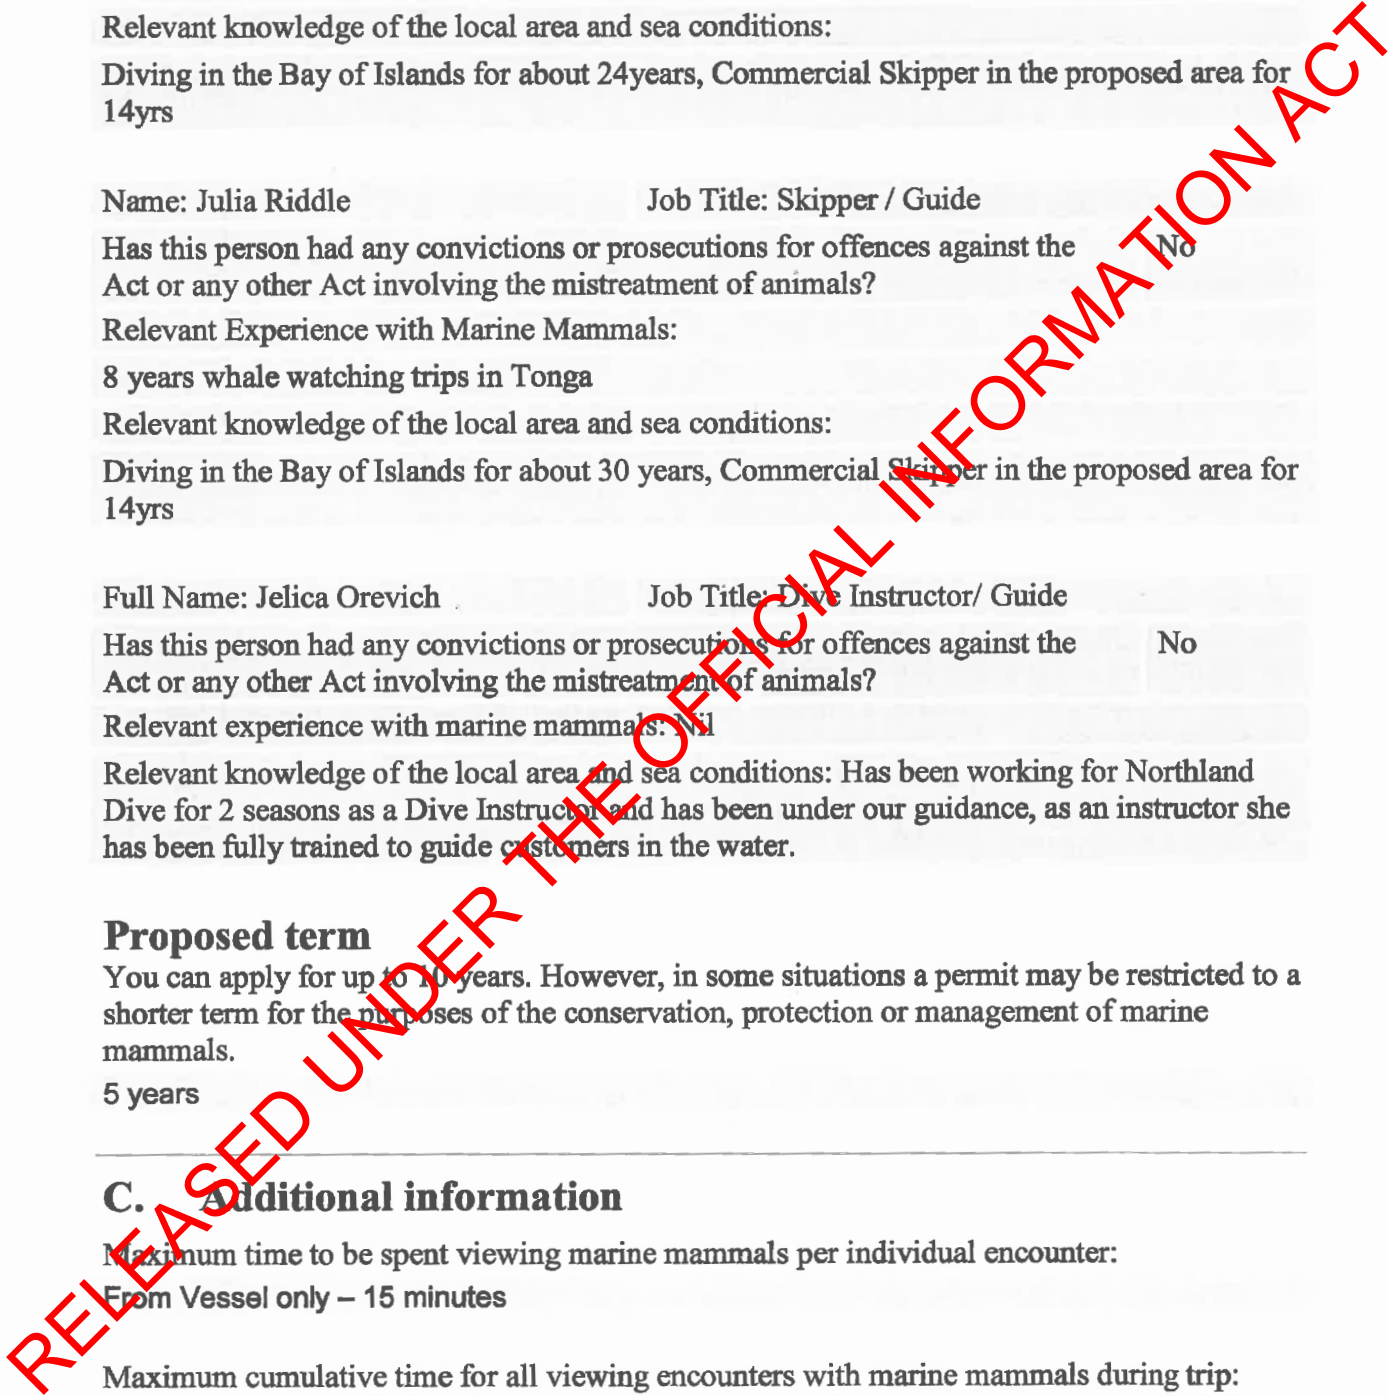 Relevant knowledge of the local area and sea conditions:
Diving in the Bay of Islands for about 24years, Commercial Skipper in the proposed area for
14yrs
Name: Julia Riddle Job Title: Skipper / Guide
Has this person had any convictions or prosecutions for offences against the No
Act or any other Act involving the mistreatment of animals?
Relevant Experience with Marine Mammals:
8 years whale watching trips in Tonga
Relevant knowledge of the local area and sea conditions:
Diving in the Bay of Islands for about 30 years, Commercial Skipper in the proposed area for
14yrs
Full Name: Jelica Orevich Job Title: Dive Instructor/ Guide
Has this person had any convictions or prosecutions for offences against the No
Act or any other Act involving the mistreatment of animals?
Relevant experience with marine mammals: Nil
Relevant knowledge of the local area and sea conditions: Has been working for Northland
Dive for 2 seasons as a Dive Instructor and has been under our guidance, as an instructor she
has been fully trained to guide customers in the water.
Proposed term
You can apply for up to 10 years. However, in some situations a permit may be restricted to a
shorter term for the purposes of the conservation, protection or management of marine
mammals.
5 years
C. Additional information
Maximum time to be spent viewing marine mammals per individual encounter:
From Vessel only – 15 minutes
Maximum cumulative time for all viewing encounters with marine mammals during trip:
RELEASED UNDER THE OFFICIAL INFORMATION ACT